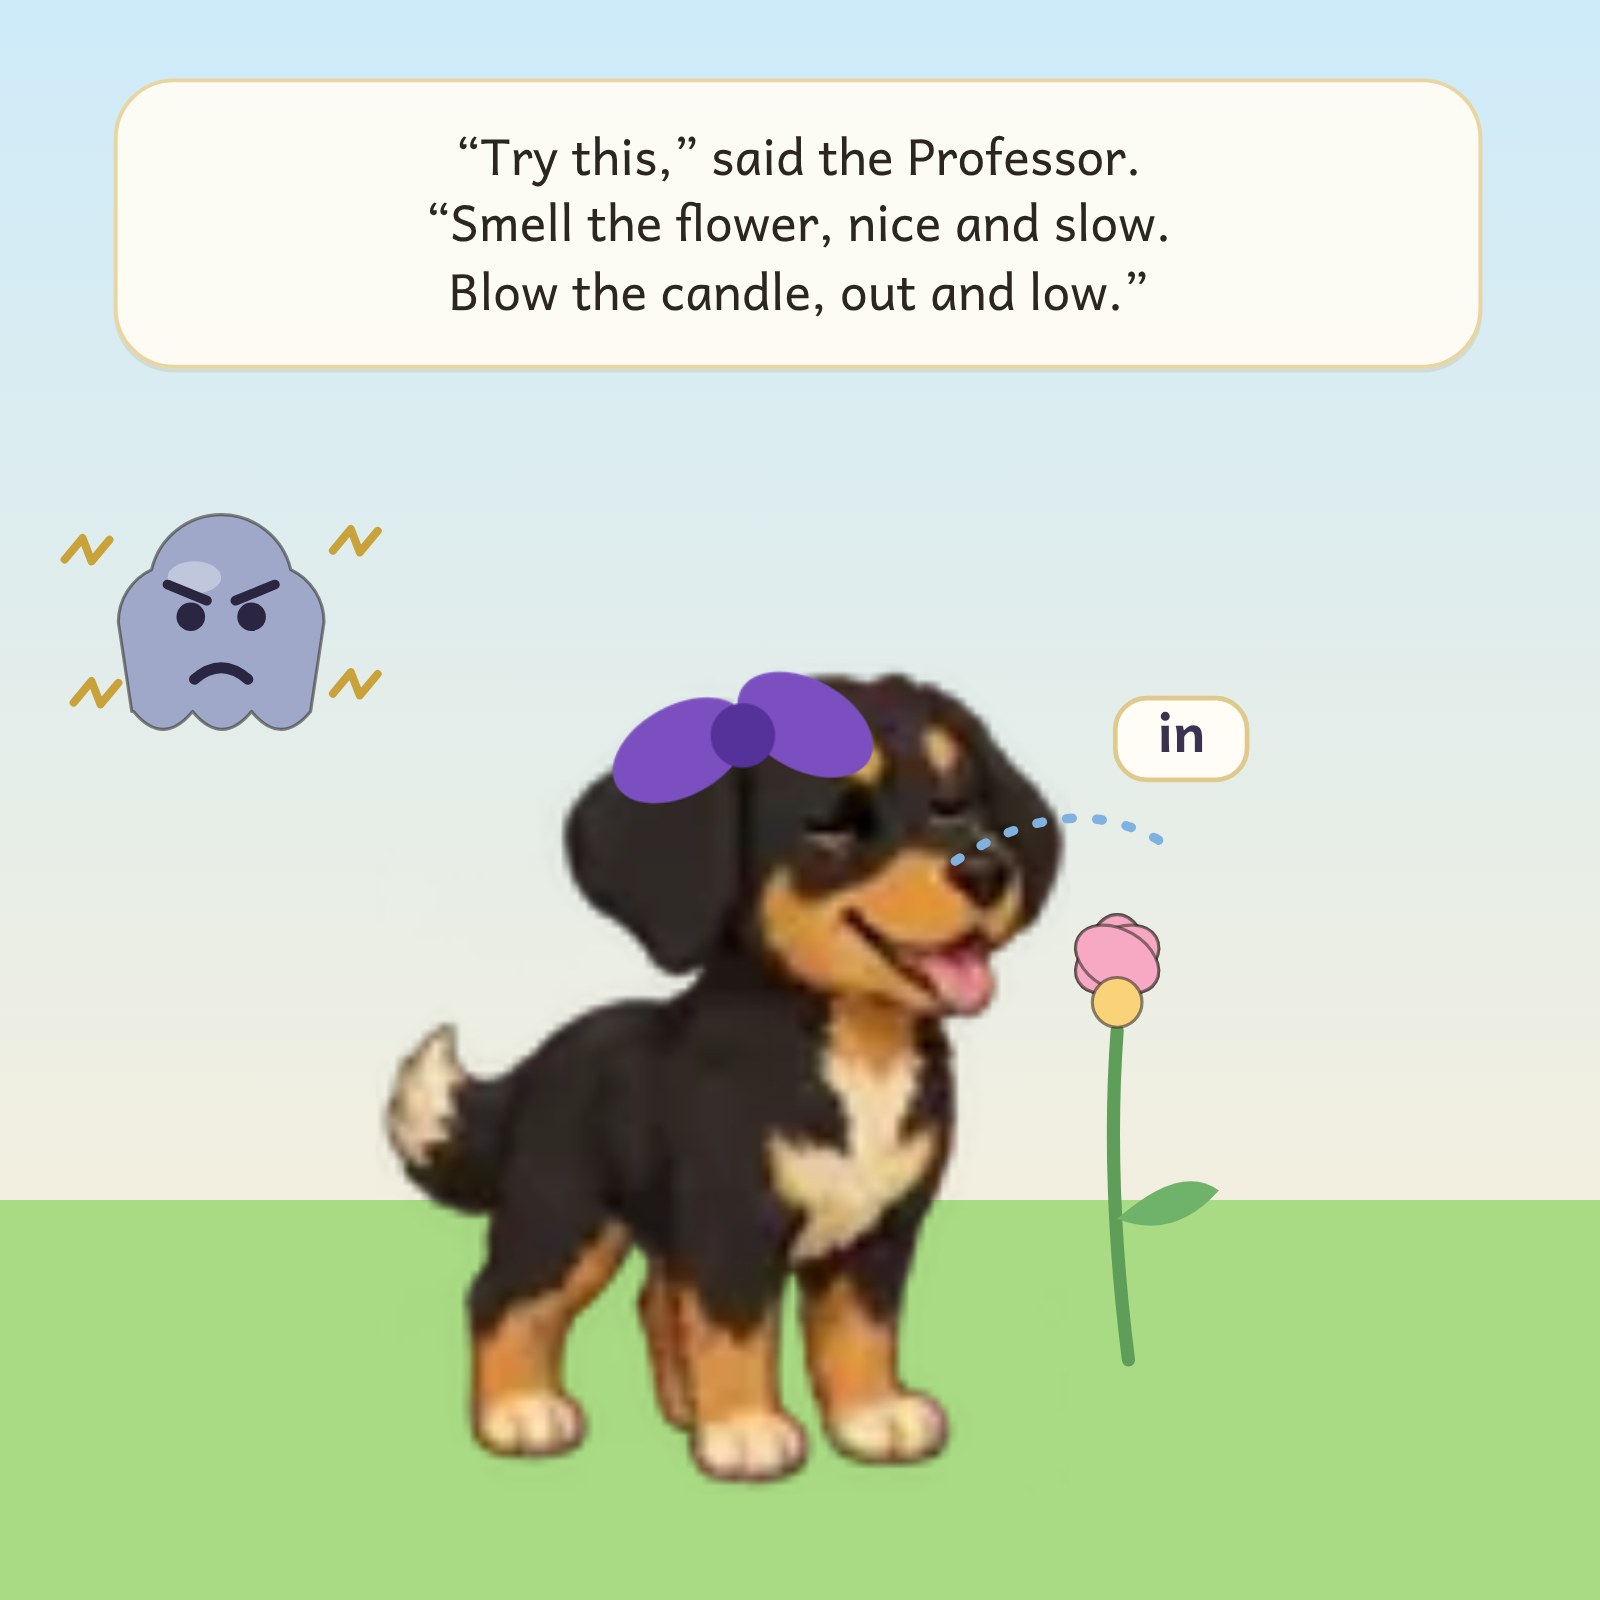 “Try this,” said the Professor.
“Smell the flower, nice and slow.
Blow the candle, out and low.”
in